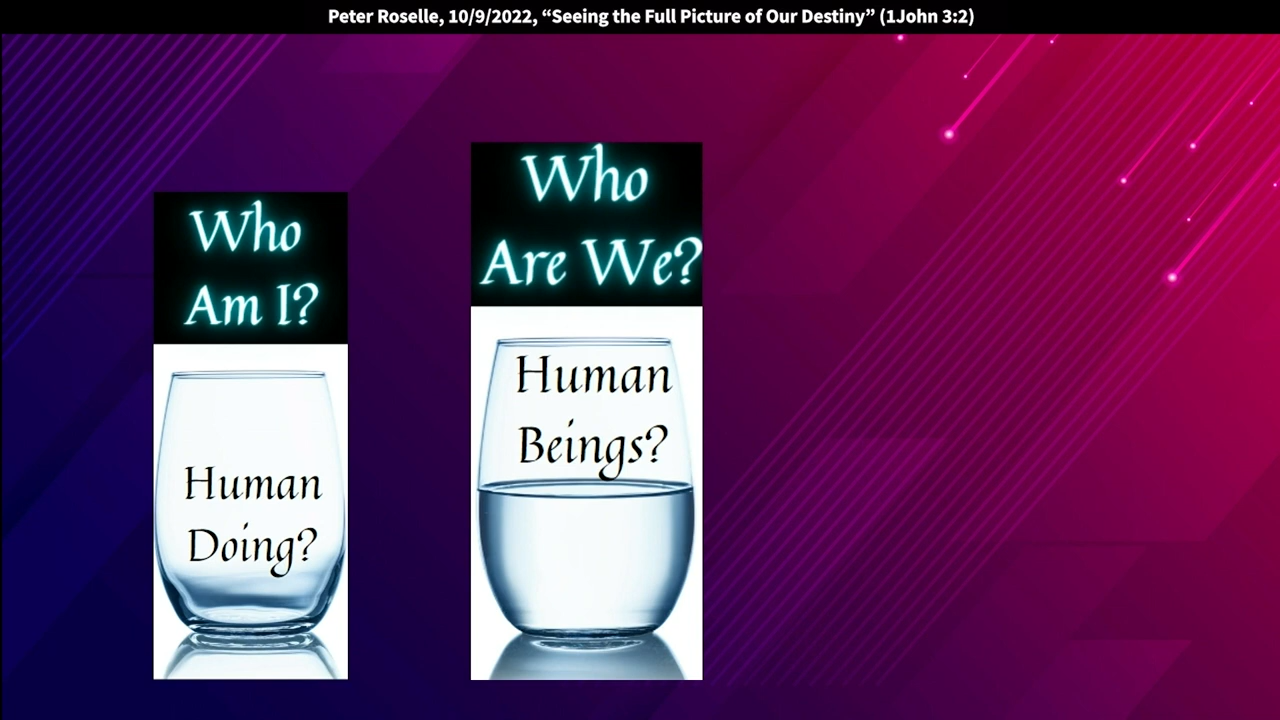 Peter Roselle, 10/9/2022, “Seeing the Full Picture of Our Destiny” (1John 3:2)
Who
Am I?
Human
Doing?
Who
Are We?
Human
Beings?